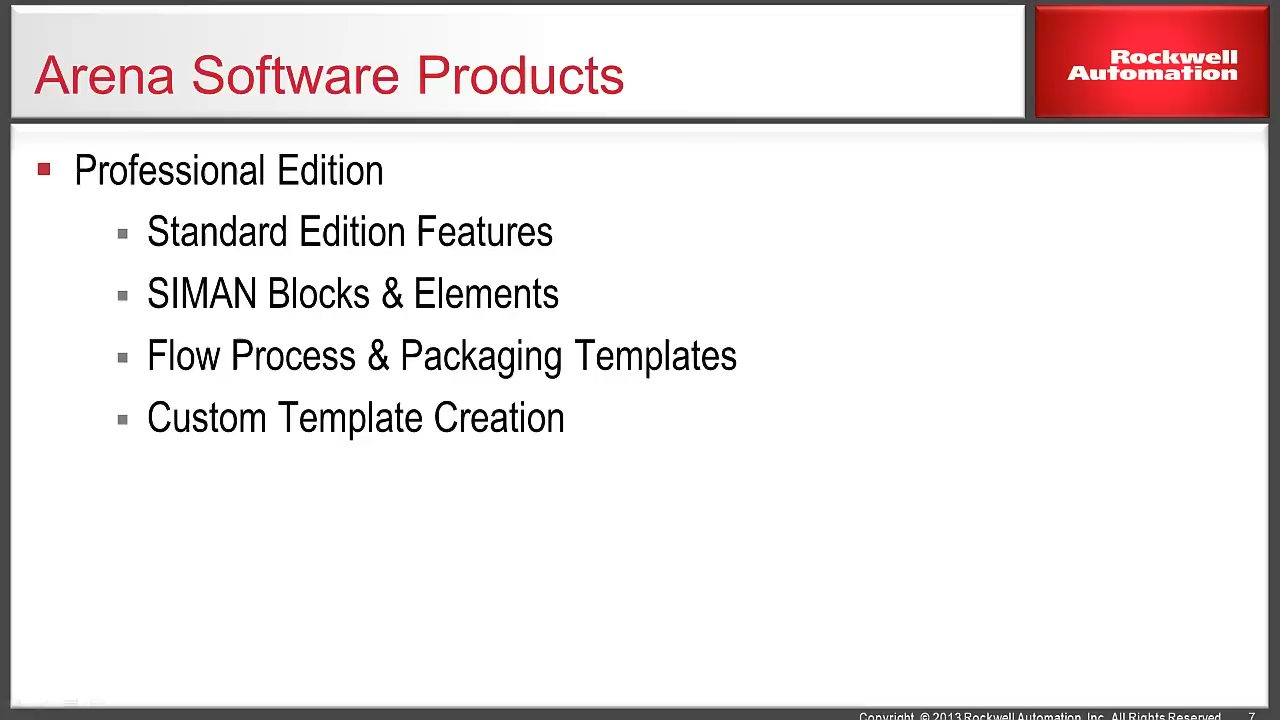 Arena Software Products
Rockwell
Automation
Professional Edition
Standard Edition Features
SIMAN Blocks & Elements
Flow Process & Packaging Templates
Custom Template Creation
Copyright © 2013 Rockwell Automation, Inc. All Rights Reserved. 7